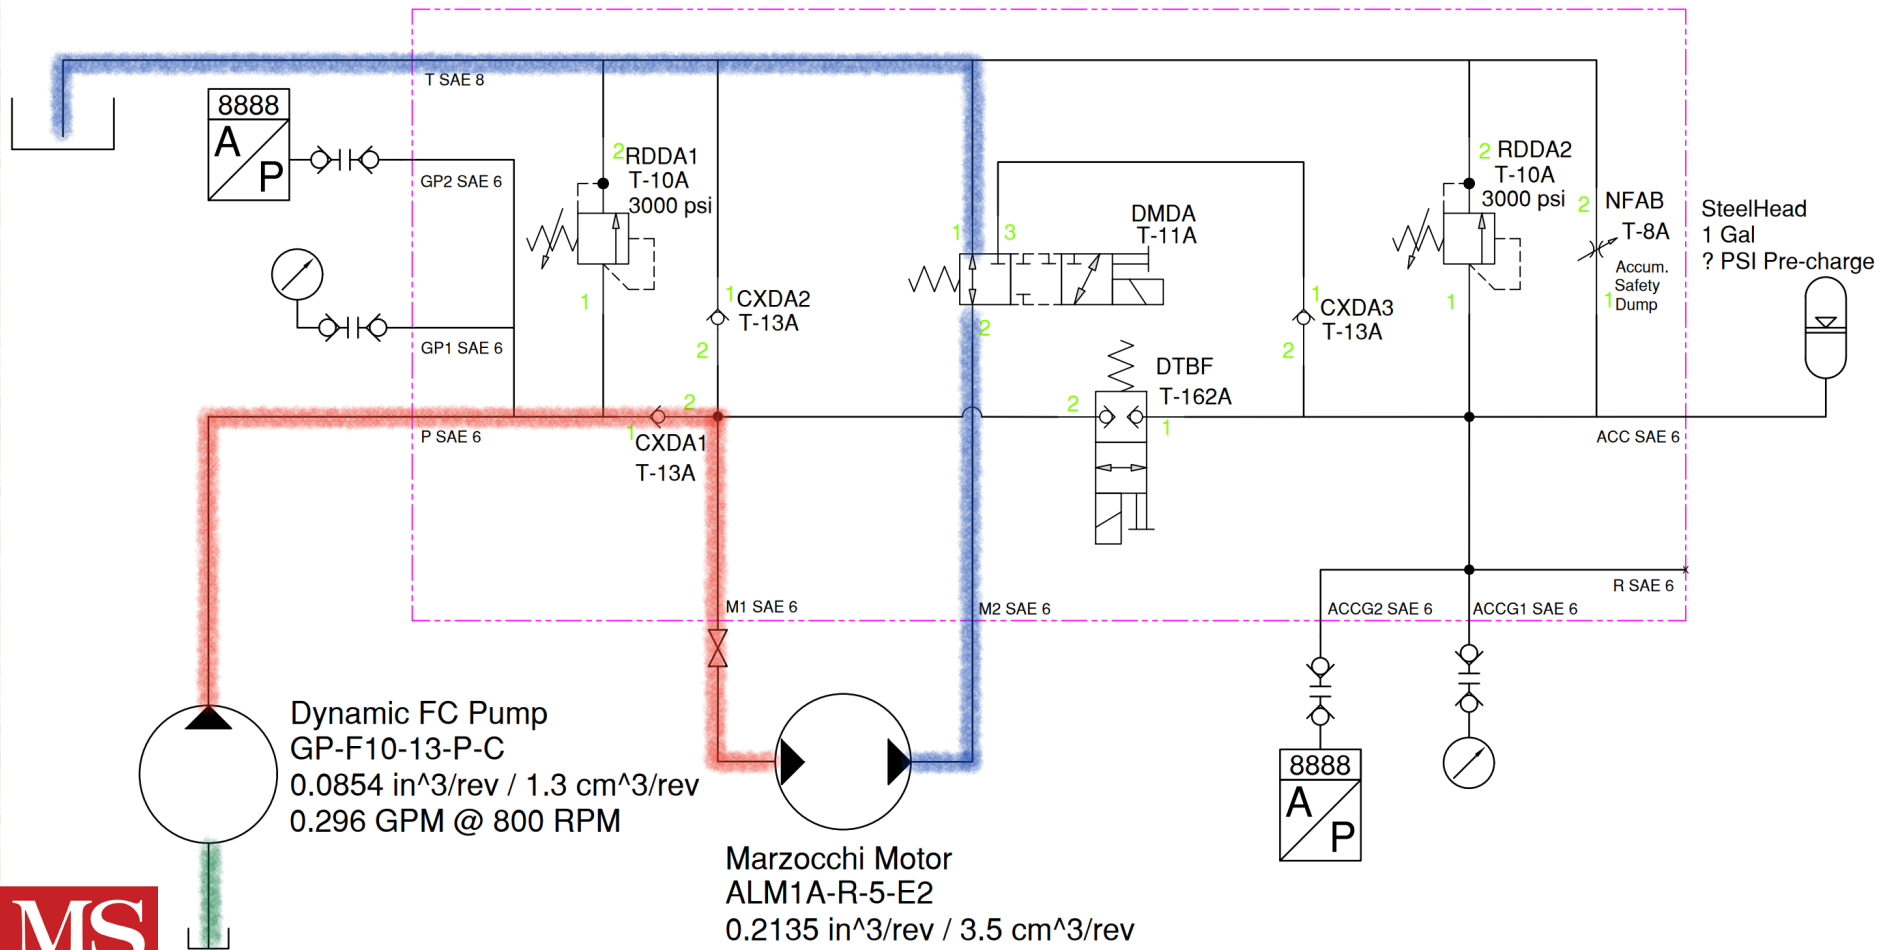 T SAE 8
8888
A
P
GP2 SAE 6
GP1 SAE 6
2
RDDA1
T-10A
3000 psi
1
1
CXDA2
T-13A
2
P SAE 6
2
1
CXDA1
T-13A
1
3
DMDA
T-11A
2
1
CXDA3
T-13A
2
DTBF
T-162A
2
1
2
RDDA2
T-10A
3000 psi
1
2
NFAB
T-8A
Accum.
Safety
Dump
1
SteelHead
1 Gal
? PSI Pre-charge
ACC SAE 6
R SAE 6
M1 SAE 6
M2 SAE 6
ACCG2 SAE 6
ACCG1 SAE 6
8888
A
P
Dynamic FC Pump
GP-F10-13-P-C
0.0854 in^3/rev / 1.3 cm^3/rev
0.296 GPM @ 800 RPM
Marzocchi Motor
ALM1A-R-5-E2
0.2135 in^3/rev / 3.5 cm^3/rev
MS